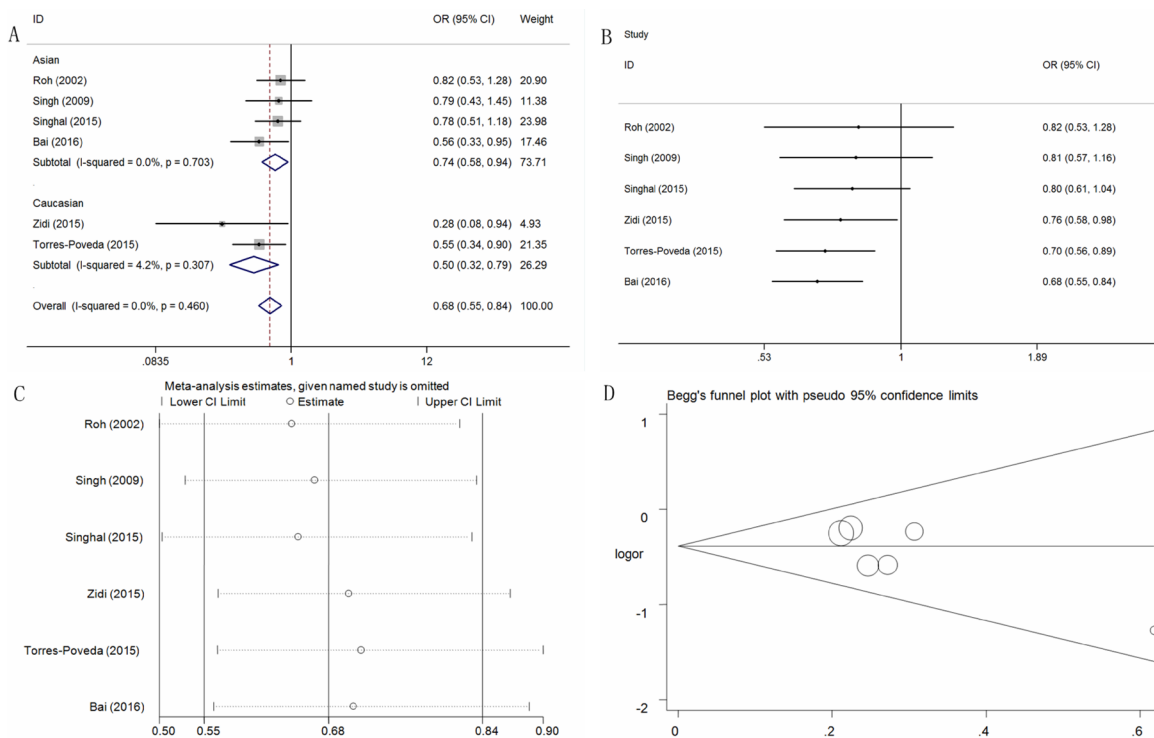 A
ID OR (95% CI) Weight
Asian
Roh (2002) 0.82 (0.53, 1.28) 20.90
Singh (2009) 0.79 (0.43, 1.45) 11.38
Singhal (2015) 0.78 (0.51, 1.18) 23.98
Bai (2016) 0.56 (0.33, 0.95) 17.46
Subtotal (I-squared = 0.0%, p = 0.703) 0.74 (0.58, 0.94) 73.71
.
Caucasian
Zidi (2015) 0.28 (0.08, 0.94) 4.93
Torres-Poveda (2015) 0.55 (0.34, 0.90) 21.35
Subtotal (I-squared = 4.2%, p = 0.307) 0.50 (0.32, 0.79) 26.29
.
Overall (I-squared = 0.0%, p = 0.460) 0.68 (0.55, 0.84) 100.00
.0835 1 12
B
Study
ID OR (95% CI)
Roh (2002) 0.82 (0.53, 1.28)
Singh (2009) 0.81 (0.57, 1.16)
Singhal (2015) 0.80 (0.61, 1.04)
Zidi (2015) 0.76 (0.58, 0.98)
Torres-Poveda (2015) 0.70 (0.56, 0.89)
Bai (2016) 0.68 (0.55, 0.84)
.53 1 1.89
C
Meta-analysis estimates, given named study is omitted
Lower CI Limit Estimate Upper CI Limit
Roh (2002)
Singh (2009)
Singhal (2015)
Zidi (2015)
Torres-Poveda (2015)
Bai (2016)
0.50 0.55 0.68 0.84 0.90
D
Begg's funnel plot with pseudo 95% confidence limits
1
0
logor
-1
-2
0 .2 .4 .6